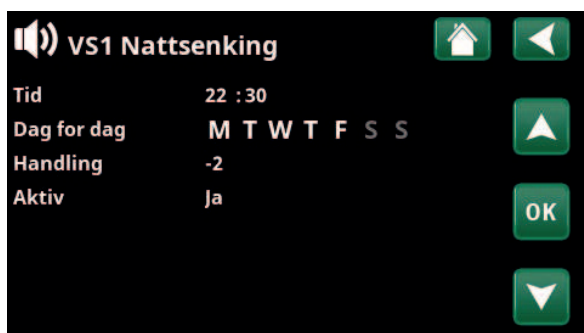 VS1 Nattsenking
Tid 22 :30
Dag for dag M T W T F S S
Handling -2
Aktiv Ja
OK